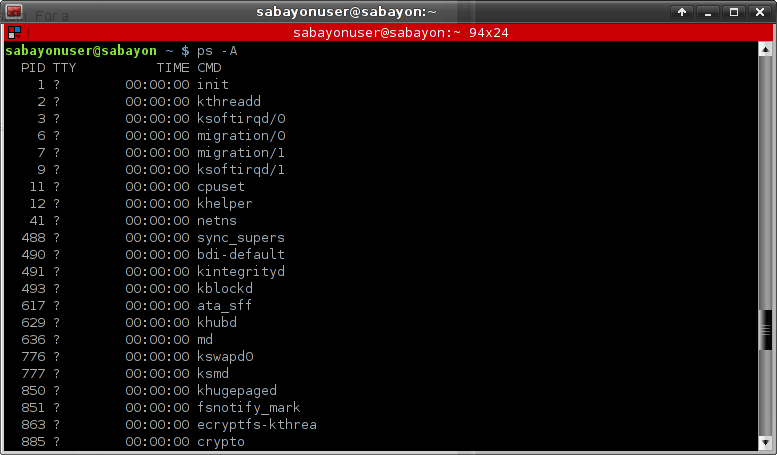 For a
sabayonuser@sabayon:~
sabayonuser@sabayon:~ 94x24
sabayonuser@sabayon ~ $ ps -A
PID TTY TIME CMD
1 ? 00:00:00 init
2 ? 00:00:00 kthreadd
3 ? 00:00:00 ksoftirqd/0
6 ? 00:00:00 migration/0
7 ? 00:00:00 migration/1
9 ? 00:00:00 ksoftirqd/1
11 ? 00:00:00 cpuset
12 ? 00:00:00 khelper
41 ? 00:00:00 netns
488 ? 00:00:00 sync_supers
490 ? 00:00:00 bdi-default
491 ? 00:00:00 kintegrityd
493 ? 00:00:00 kblockd
617 ? 00:00:00 ata_sff
629 ? 00:00:00 khubd
636 ? 00:00:00 md
776 ? 00:00:00 kswapd0
777 ? 00:00:00 ksmd
850 ? 00:00:00 khugepaged
851 ? 00:00:00 fsnotify_mark
863 ? 00:00:00 ecryptfs-kthrea
885 ? 00:00:00 crypto